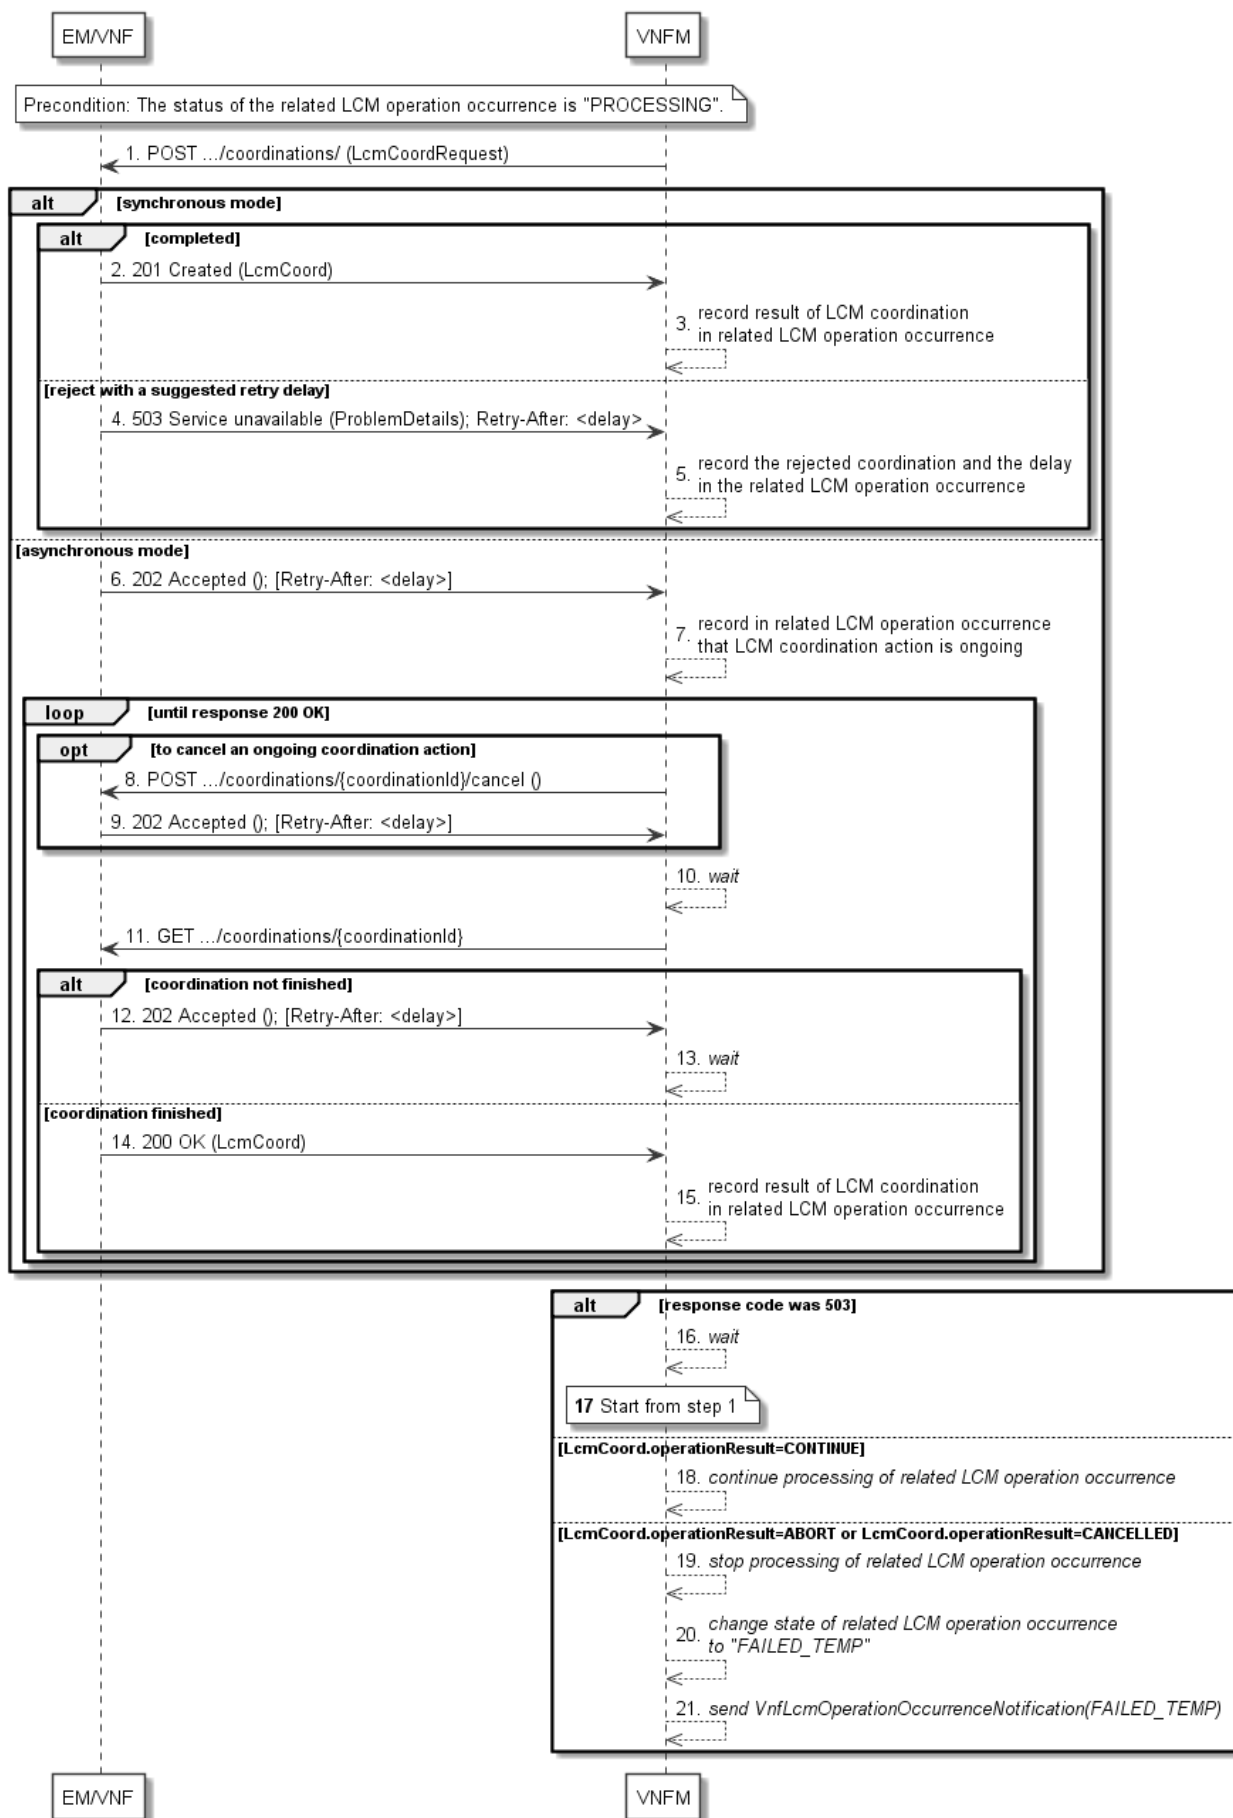 EM/VNF
VNFM
Precondition: The status of the related LCM operation occurrence is "PROCESSING".
1. POST .../coordinations/ (LcmCoordRequest)
alt
[synchronous mode]
alt
[completed]
2. 201 Created (LcmCoord)
3. record result of LCM coordination
in related LCM operation occurrence
[reject with a suggested retry delay]
4. 503 Service unavailable (ProblemDetails); Retry-After: <delay>
5. record the rejected coordination and the delay
in the related LCM operation occurrence
[asynchronous mode]
6. 202 Accepted (); [Retry-After: <delay>]
7. record in related LCM operation occurrence
that LCM coordination action is ongoing
loop
[until response 200 OK]
opt
[to cancel an ongoing coordination action]
8. POST .../coordinations/{coordinationId}/cancel ()
9. 202 Accepted (); [Retry-After: <delay>]
10. wait
11. GET .../coordinations/{coordinationId}
alt
[coordination not finished]
12. 202 Accepted (); [Retry-After: <delay>]
13. wait
[coordination finished]
14. 200 OK (LcmCoord)
15. record result of LCM coordination
in related LCM operation occurrence
alt
[response code was 503]
16. wait
17 Start from step 1
[LcmCoord.operationResult=CONTINUE]
18. continue processing of related LCM operation occurrence
[LcmCoord.operationResult=ABORT or LcmCoord.operationResult=CANCELLED]
19. stop processing of related LCM operation occurrence
20. change state of related LCM operation occurrence
to "FAILED_TEMP"
21. send VnfLcmOperationOccurrenceNotification(FAILED_TEMP)
EM/VNF
VNFM